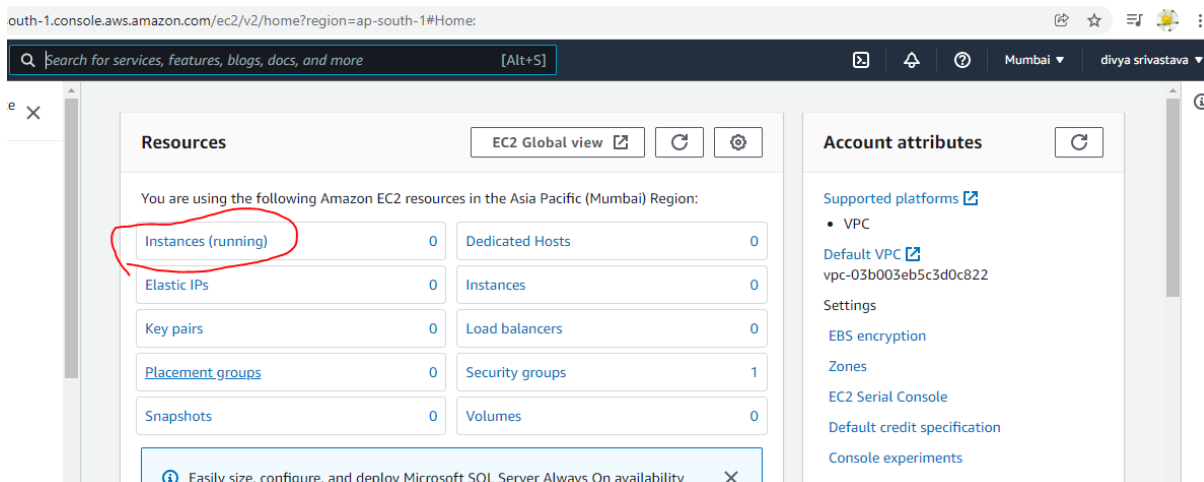 outh-1.console.aws.amazon.com/ec2/v2/home?region=ap-south-1#Home:
Search for services, features, blogs, docs, and more [Alt+S] Mumbai ▼ divya srivastava ▼
e
Resources EC2 Global view
You are using the following Amazon EC2 resources in the Asia Pacific (Mumbai) Region:
Instances (running) 0 Dedicated Hosts 0
Elastic IPs 0 Instances 0
Key pairs 0 Load balancers 0
Placement groups 0 Security groups 1
Snapshots 0 Volumes 0
Easily size, configure, and deploy Microsoft SQL Server Always On availability
Account attributes
Supported platforms
• VPC
Default VPC
vpc-03b003eb5c3d0c822
Settings
EBS encryption
Zones
EC2 Serial Console
Default credit specification
Console experiments